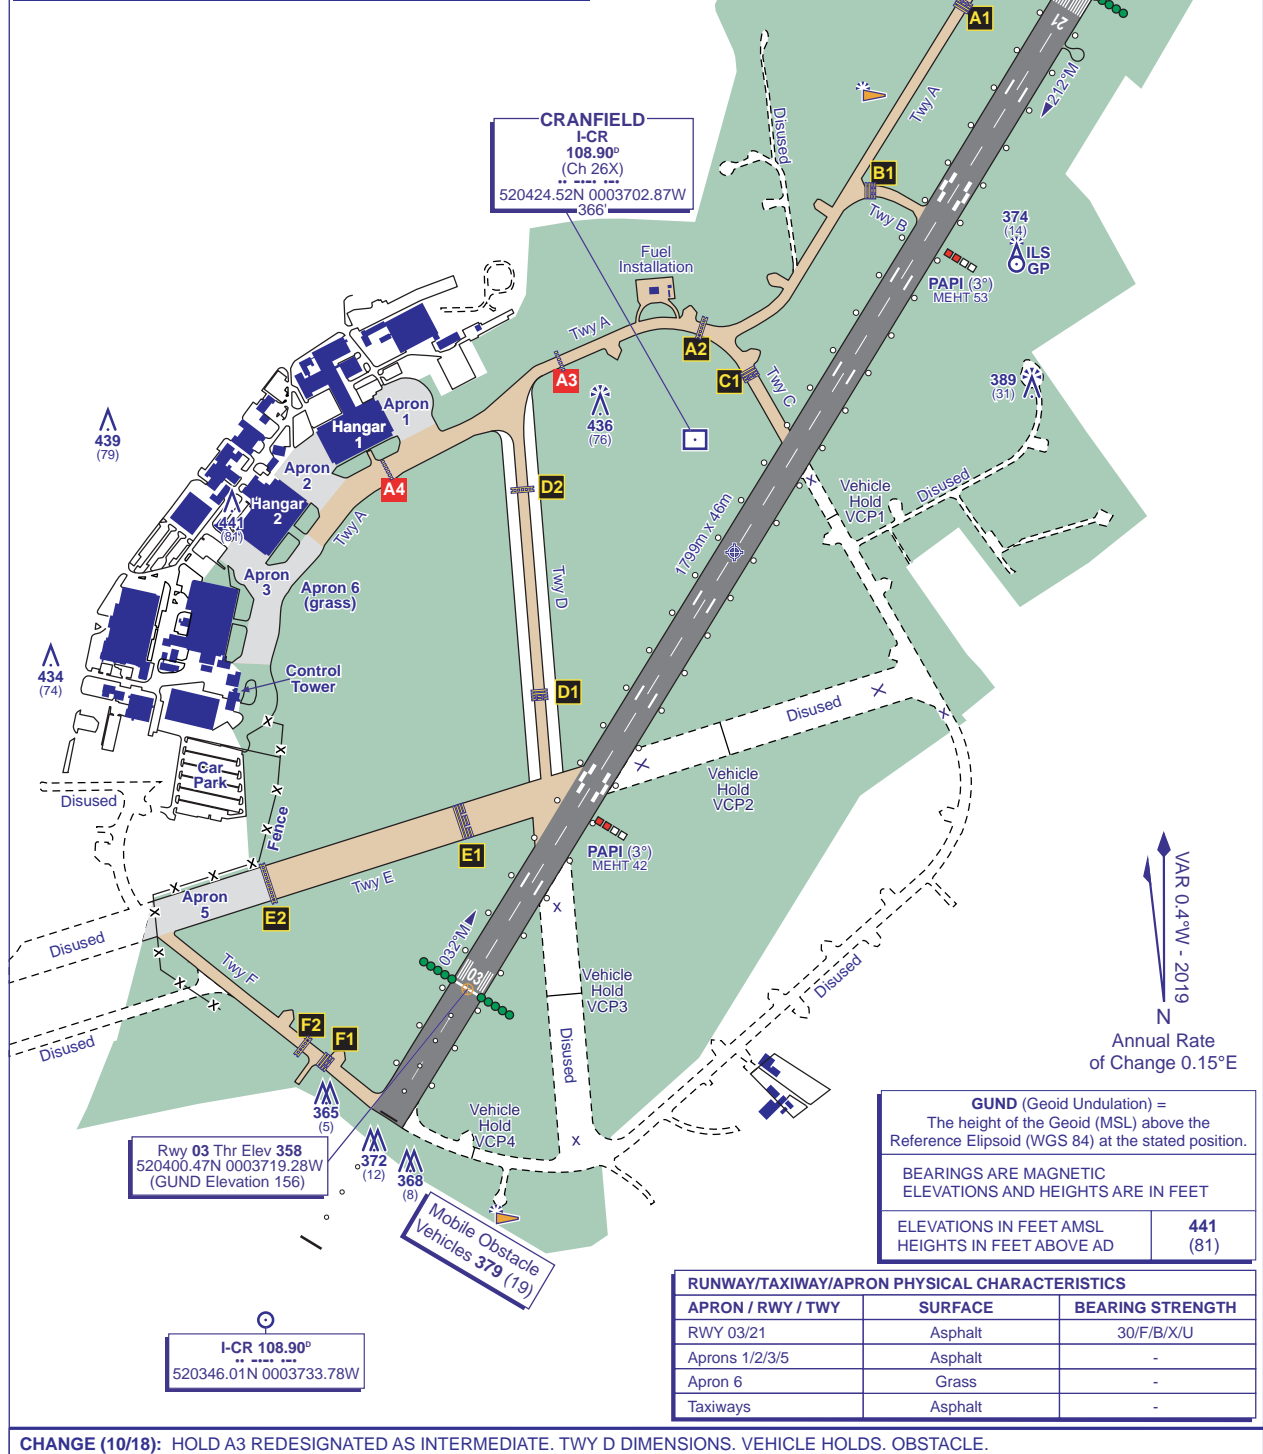 A1
21
212°M
Twy A
Disused
CRANFIELD
I-CR
108.90D
(Ch 26X)
520424.52N 0003702.87W
366'
B1
Twy B
374
(14)
ILS
GP
PAPI (3°)
MEHT 53
Fuel
Installation
Twy A
A2
A3
C1
Twy C
389
(31)
436
(76)
Apron
1
Hangar
1
439
(79)
Apron
2
A4
Hangar
2
441
(81)
Twy A
D2
Vehicle
Hold
VCP1
Disused
1799m x 46m
Apron
3
Apron 6
(grass)
Twy D
434
(74)
Control
Tower
D1
Disused
Car
Park
Disused
Vehicle
Hold
VCP2
Fence
E1
PAPI (3°)
MEHT 42
Twy E
Apron
5
E2
VAR 0.4°W - 2019
N
Annual Rate
of Change 0.15°E
Disused
032°M
03
Twy F
Vehicle
Hold
VCP3
Disused
Disused
F2
F1
Disused
365
(5)
Vehicle
Hold
VCP4
372
(12)
368
(8)
Rwy 03 Thr Elev 358
520400.47N 0003719.28W
(GUND Elevation 156)
Mobile Obstacle
Vehicles 379 (19)
GUND (Geoid Undulation) =
The height of the Geoid (MSL) above the
Reference Elipsoid (WGS 84) at the stated position.
BEARINGS ARE MAGNETIC
ELEVATIONS AND HEIGHTS ARE IN FEET
ELEVATIONS IN FEET AMSL 441
HEIGHTS IN FEET ABOVE AD (81)
I-CR 108.90D
520346.01N 0003733.78W
RUNWAY/TAXIWAY/APRON PHYSICAL CHARACTERISTICS
APRON / RWY / TWY SURFACE BEARING STRENGTH
RWY 03/21 Asphalt 30/F/B/X/U
Aprons 1/2/3/5 Asphalt -
Apron 6 Grass -
Taxiways Asphalt -
CHANGE (10/18): HOLD A3 REDESIGNATED AS INTERMEDIATE. TWY D DIMENSIONS. VEHICLE HOLDS. OBSTACLE.